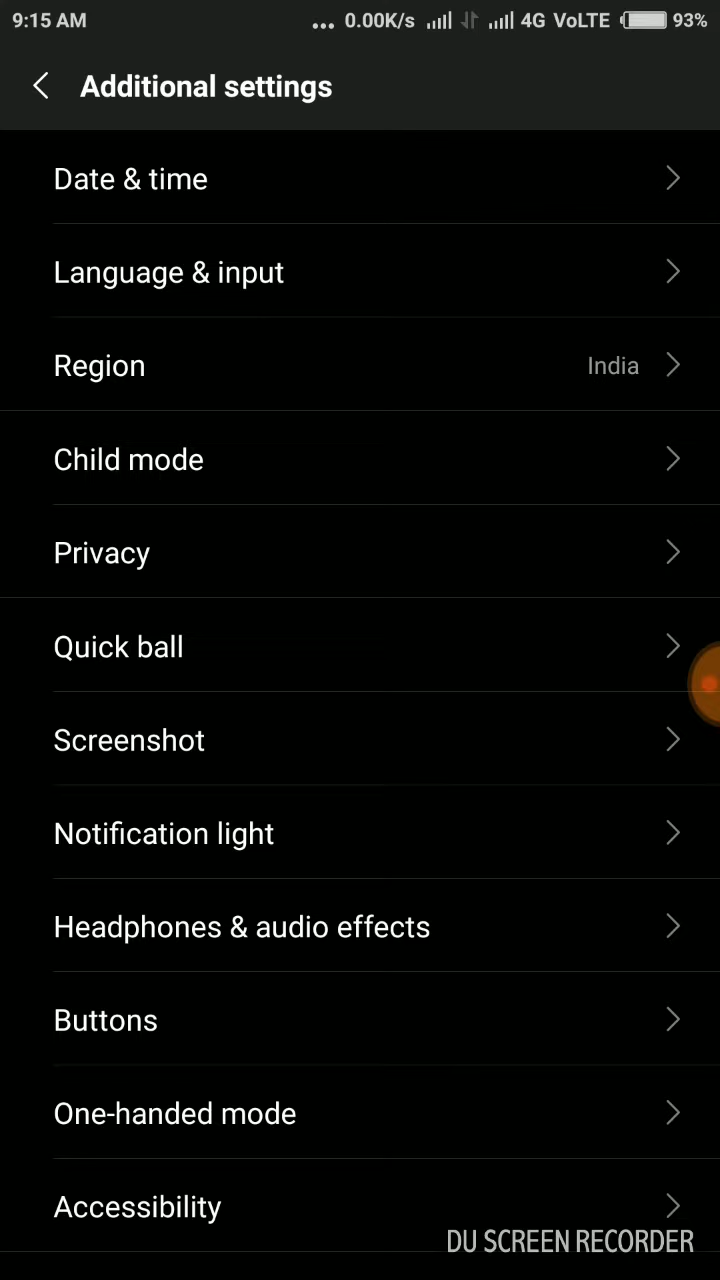 9:15 AM ... 0.00K/s 4G VoLTE 93%
Additional settings
Date & time
Language & input
Region India
Child mode
Privacy
Quick ball
Screenshot
Notification light
Headphones & audio effects
Buttons
One-handed mode
Accessibility
DU SCREEN RECORDER